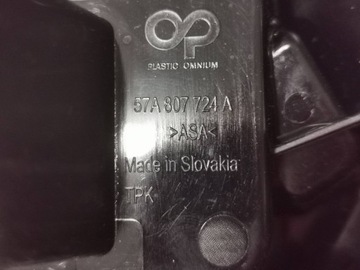 PLASTIC OMNIUM
57A 807 724 A
>ASA<
Made in Slovakia
TPK